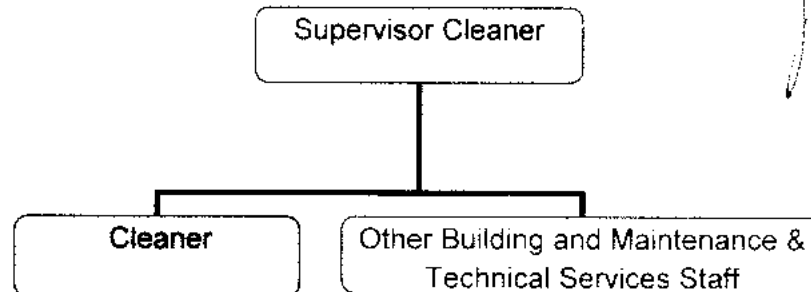 Supervisor Cleaner
Cleaner
Other Building and Maintenance &
Technical Services Staff